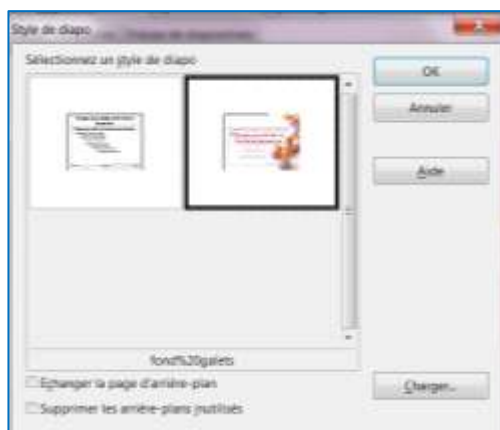 Style de diapo
Sélectionnez un style de diapo
OK
Annuler
Aide
fond%20galets
Echanger la page d'arrière-plan
Charger...
Supprimer les arrière-plans inutilisés